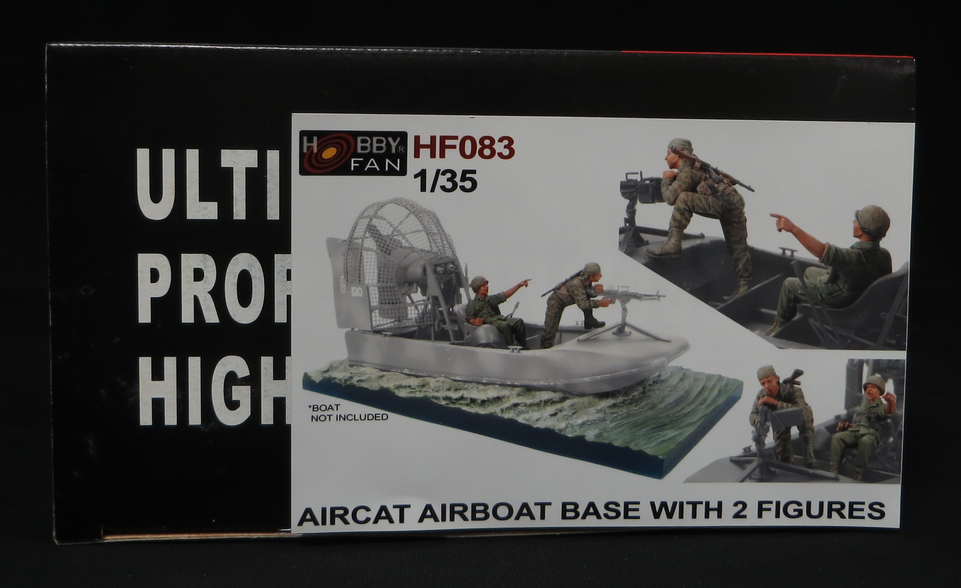 ULTI
PROF
HIGH
HOBBY®
FAN
HF083
1/35
*BOAT
NOT INCLUDED
AIRCAT AIRBOAT BASE WITH 2 FIGURES